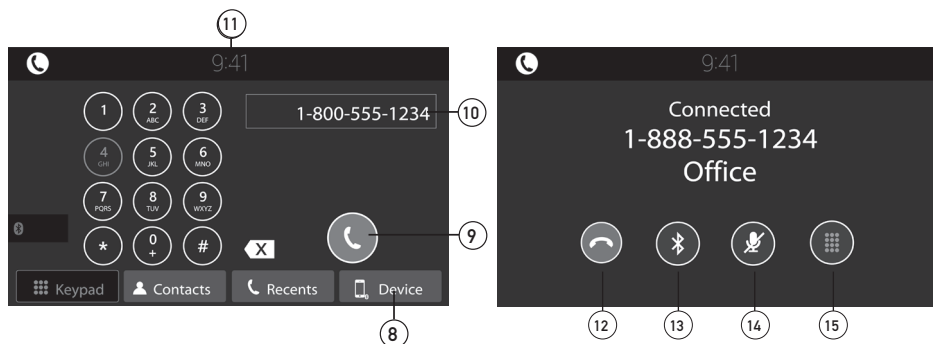 11
9:41
1 2 ABC 3 DEF
1-800-555-1234
10
4 GHI 5 JKL 6 MNO
7 PQRS 8 TUV 9 WXYZ
9
* 0 + # X
Keypad Contacts Recents Device
8
9:41
Connected
1-888-555-1234
Office
12 13 14 15